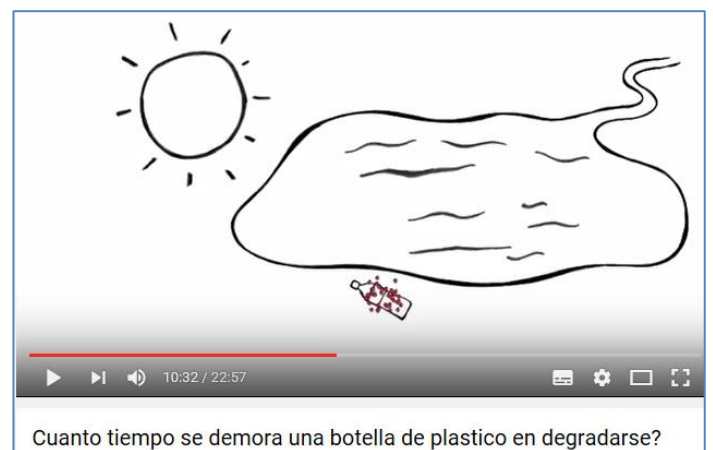 10:32 / 22:57
Cuanto tiempo se demora una botella de plastico en degradarse?